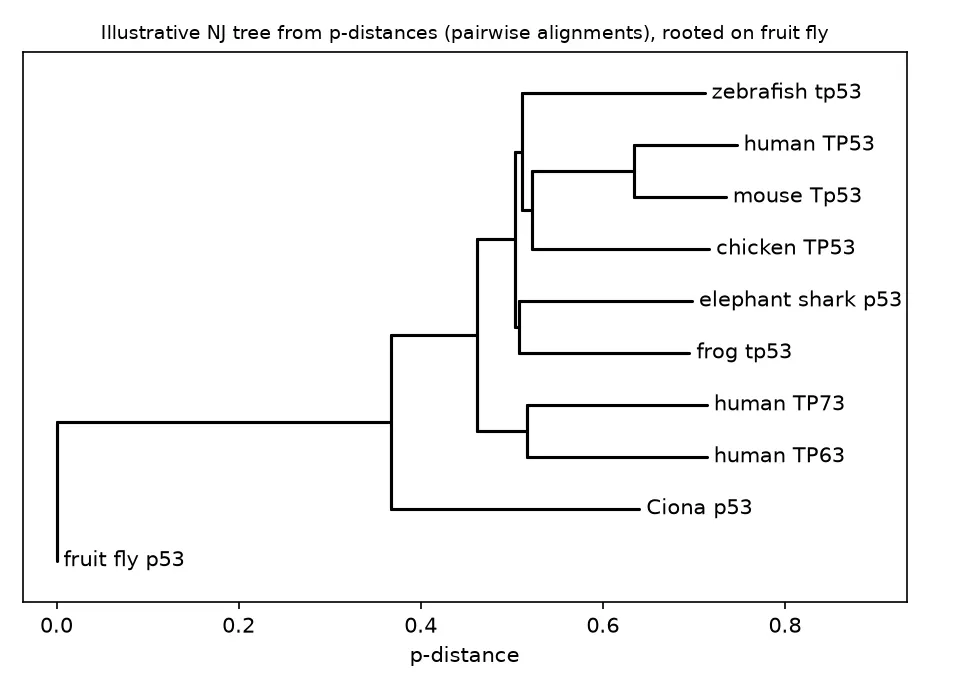 Illustrative NJ tree from p-distances (pairwise alignments), rooted on fruit fly
zebrafish tp53
human TP53
mouse Tp53
chicken TP53
elephant shark p53
frog tp53
human TP73
human TP63
Ciona p53
fruit fly p53
0.0 0.2 0.4 0.6 0.8
p-distance